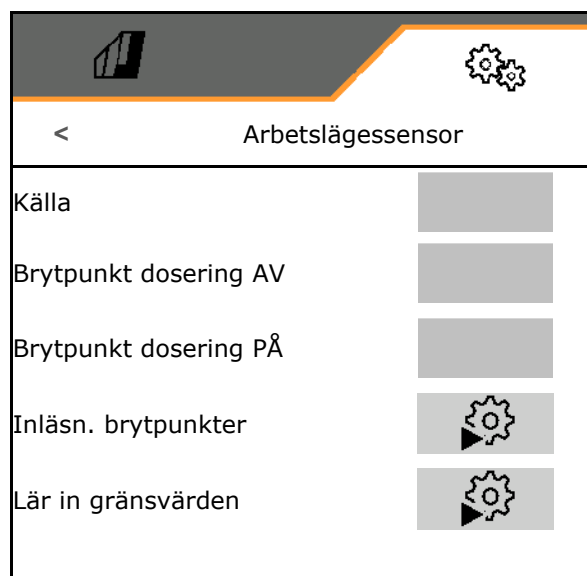 < Arbetslägessensor
Källa
Brytpunkt dosering AV
Brytpunkt dosering PÅ
Inläsn. brytpunkter
Lär in gränsvärden